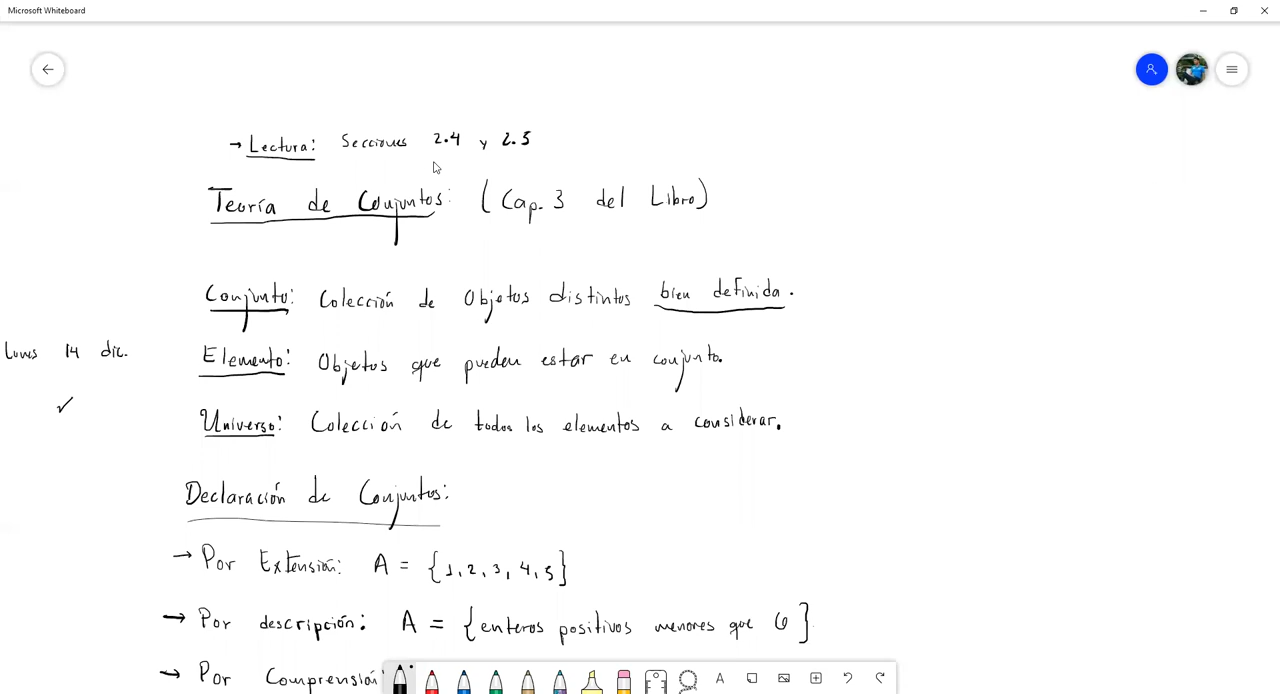 Microsoft Whiteboard
→ Lectura: Secciones 2.4 y 2.5
Teoría de Conjuntos: (Cap. 3 del Libro)
Conjunto: Colección de Objetos distintos bien definida.
Lunes 14 dic.
Elemento: Objetos que pueden estar en conjunto.
✓
Universo: Colección de todos los elementos a considerar.
Declaración de Conjuntos:
→ Por Extensión: A = {1, 2, 3, 4, 5}
→ Por descripción: A = {enteros positivos menores que 6}
→ Por Comprensión: